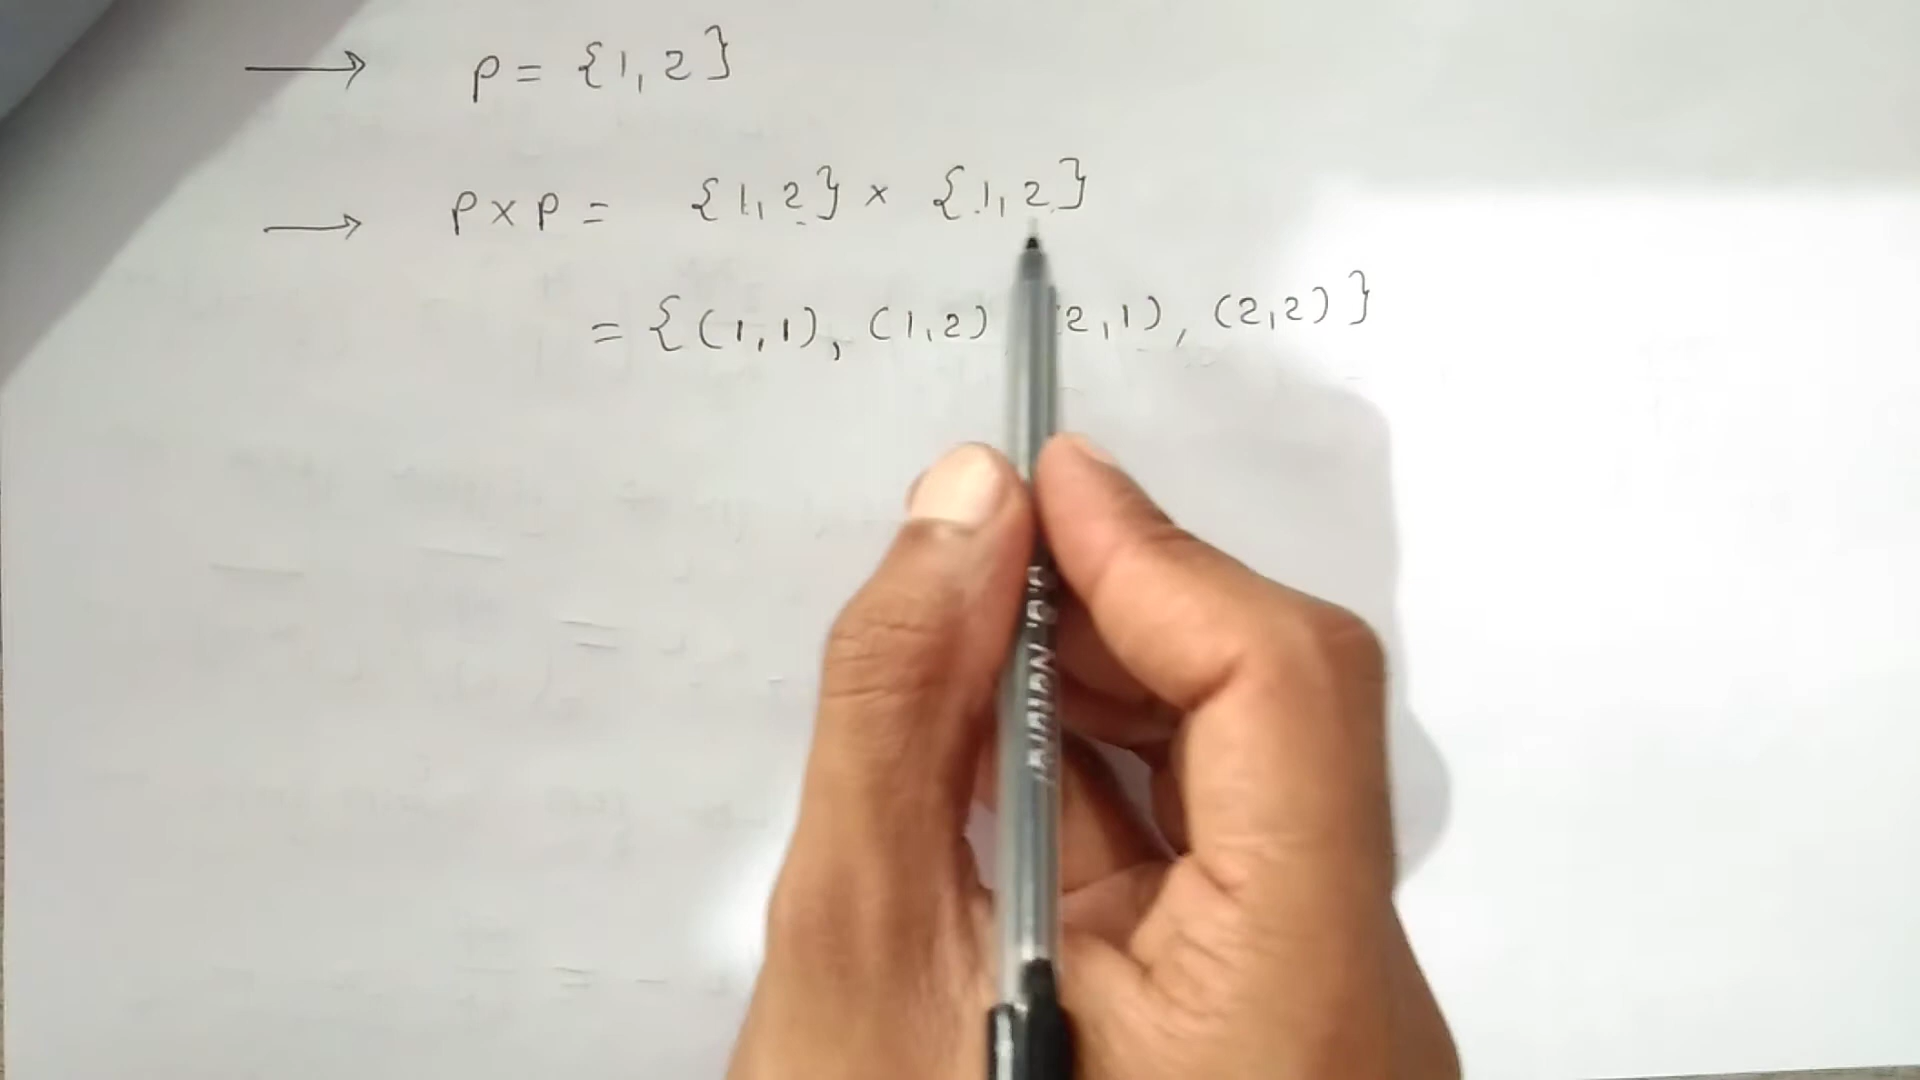 → P = {1, 2}
→ P × P = {1, 2} × {1, 2}
= {(1, 1), (1, 2) 2, 1), (2, 2)}